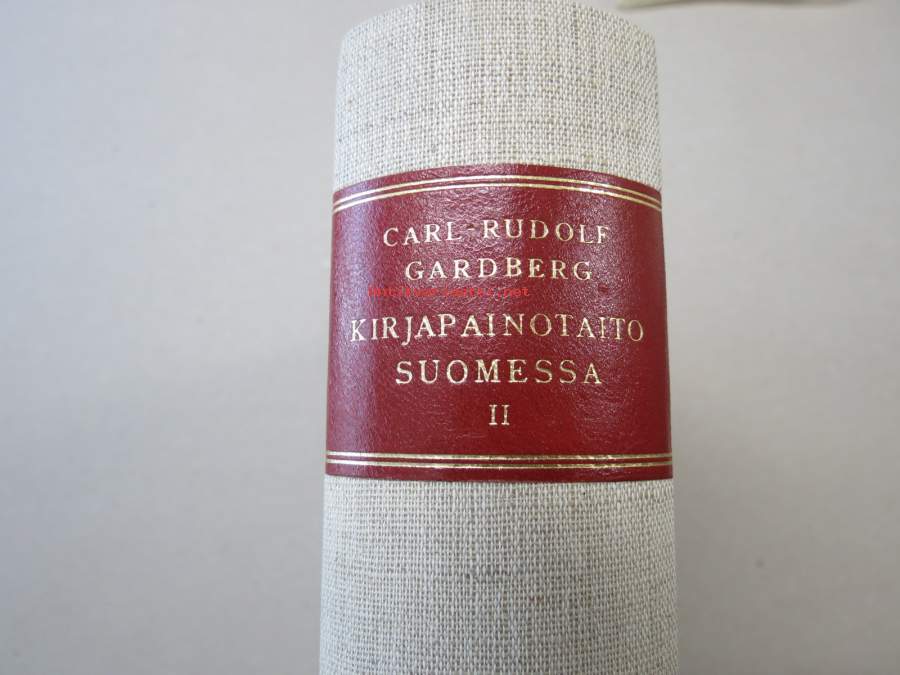 CARL-RUDOLF
GARDBERG
KIRJAPAINOTAITO
SUOMESSA
II